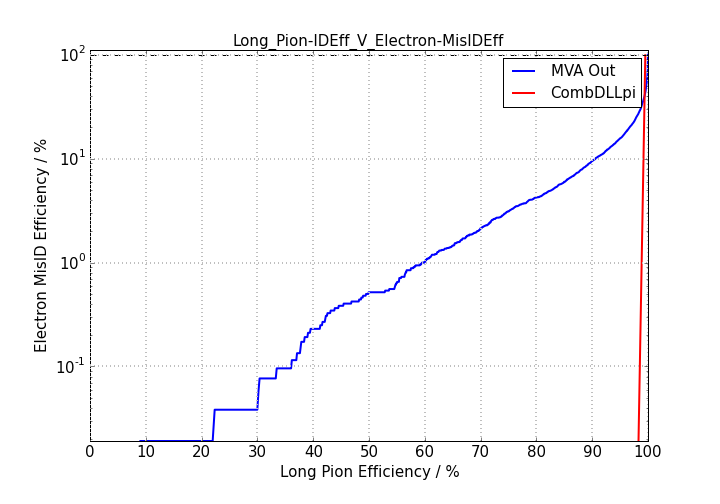 Long_Pion-IDEff_V_Electron-MisIDEff
MVA Out
CombDLLpi
Electron MisID Efficiency / %
10²
10¹
10⁰
10⁻¹
0 10 20 30 40 50 60 70 80 90 100
Long Pion Efficiency / %